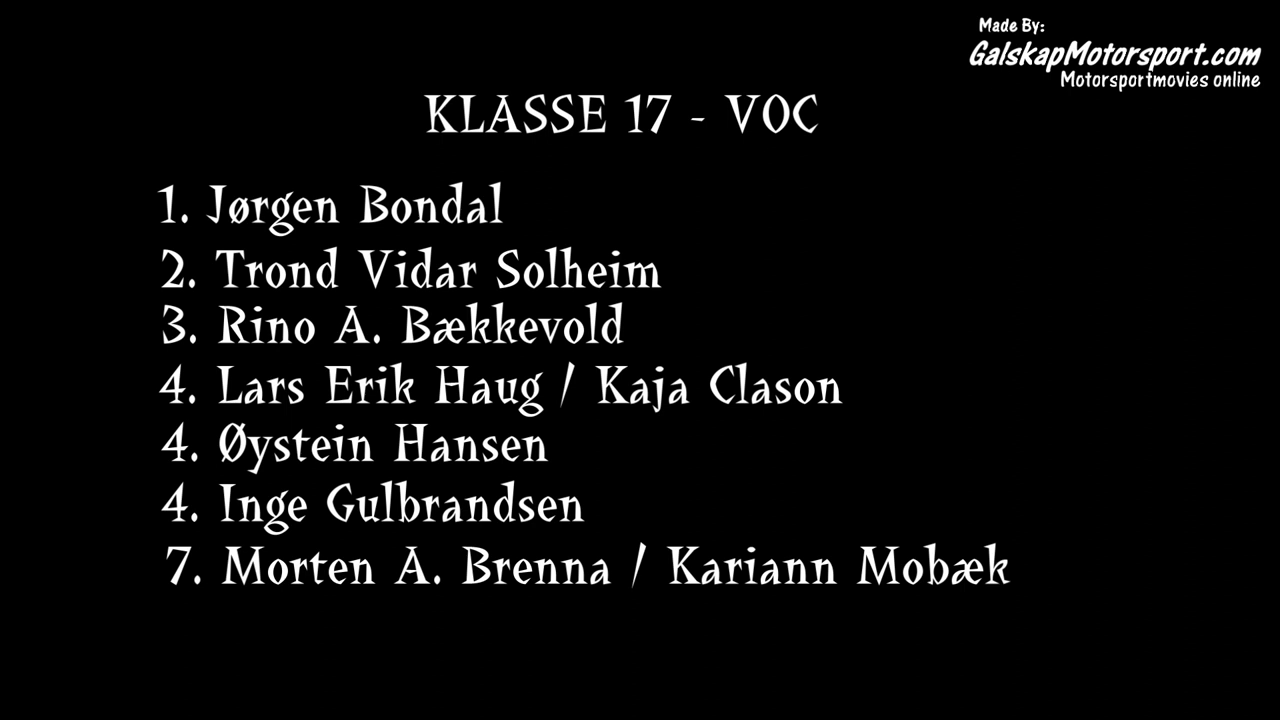 Made By:
GalskapMotorsport.com
Motorsportmovies online
KLASSE 17 - VOC
1. Jørgen Bondal
2. Trond Vidar Solheim
3. Rino A. Bækkevold
4. Lars Erik Haug / Kaja Clason
4. Øystein Hansen
4. Inge Gulbrandsen
7. Morten A. Brenna / Kariann Mobæk